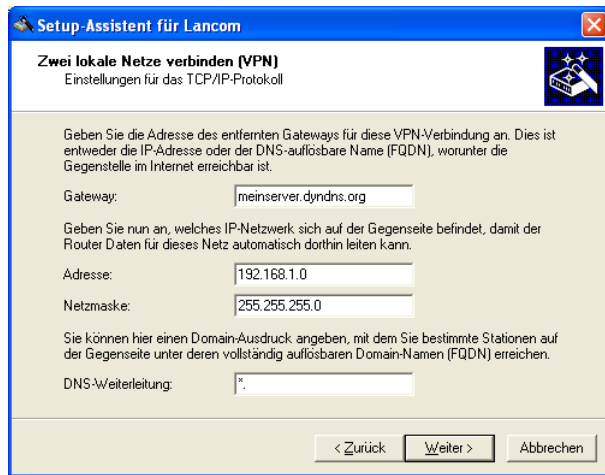 Setup-Assistent für Lancom
Zwei lokale Netze verbinden (VPN)
Einstellungen für das TCP/IP-Protokoll
Geben Sie die Adresse des entfernten Gateways für diese VPN-Verbindung an. Dies ist
entweder die IP-Adresse oder der DNS-auflösbare Name (FQDN), worunter die
Gegenstelle im Internet erreichbar ist.
Gateway: meinserver.dyndns.org
Geben Sie nun an, welches IP-Netzwerk sich auf der Gegenseite befindet, damit der
Router Daten für dieses Netz automatisch dorthin leiten kann.
Adresse: 192.168.1.0
Netzmaske: 255.255.255.0
Sie können hier einen Domain-Ausdruck angeben, mit dem Sie bestimmte Stationen auf
der Gegenseite unter deren vollständig auflösbaren Domain-Namen (FQDN) erreichen.
DNS-Weiterleitung: *.
< Zurück Weiter > Abbrechen